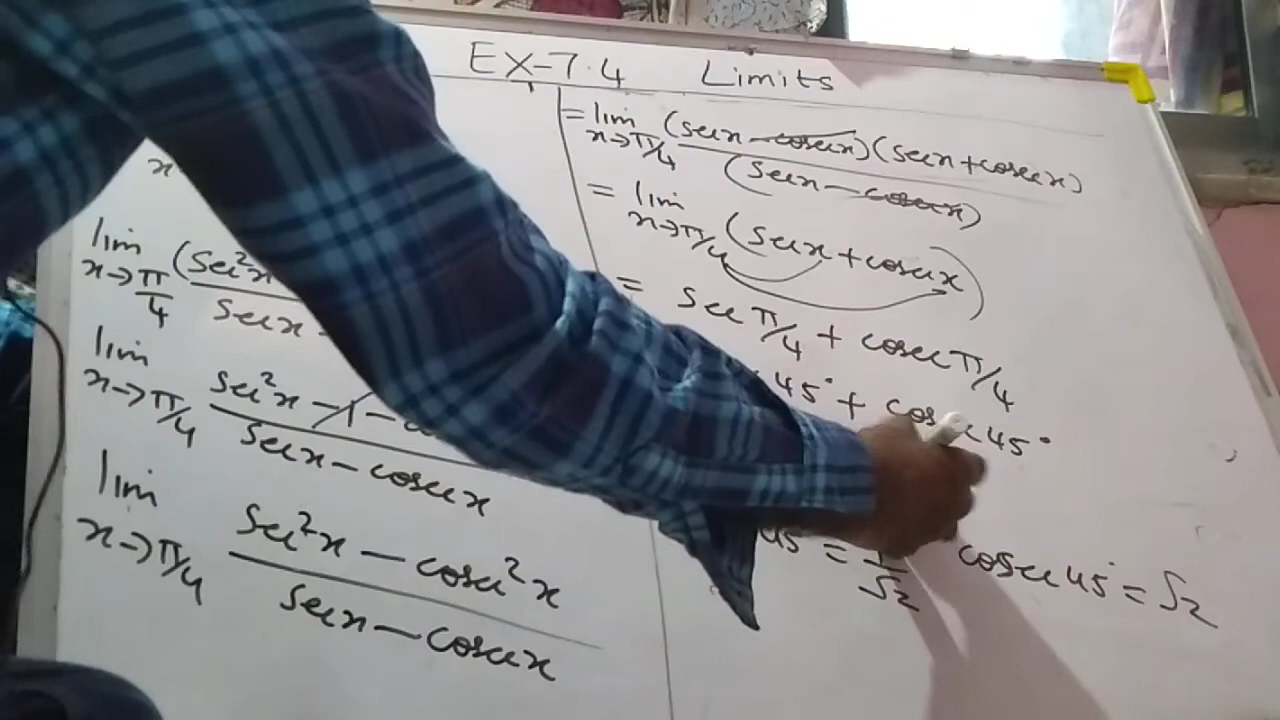 EX-7.4 Limits
x
lim x→π/4 (sec²x
secx -
lim x→π/4 sec²x - 1 -
secx - cosecx
lim x→π/4 sec²x - cosec²x
secx - cosecx
= lim x→π/4 (secx - cosecx)(secx + cosecx)
(secx - cosecx)
= lim x→π/4 (secx + cosecx)
= sec π/4 + cosec π/4
45° + cosec 45°
45 = 1/√2 cosec 45° = √2